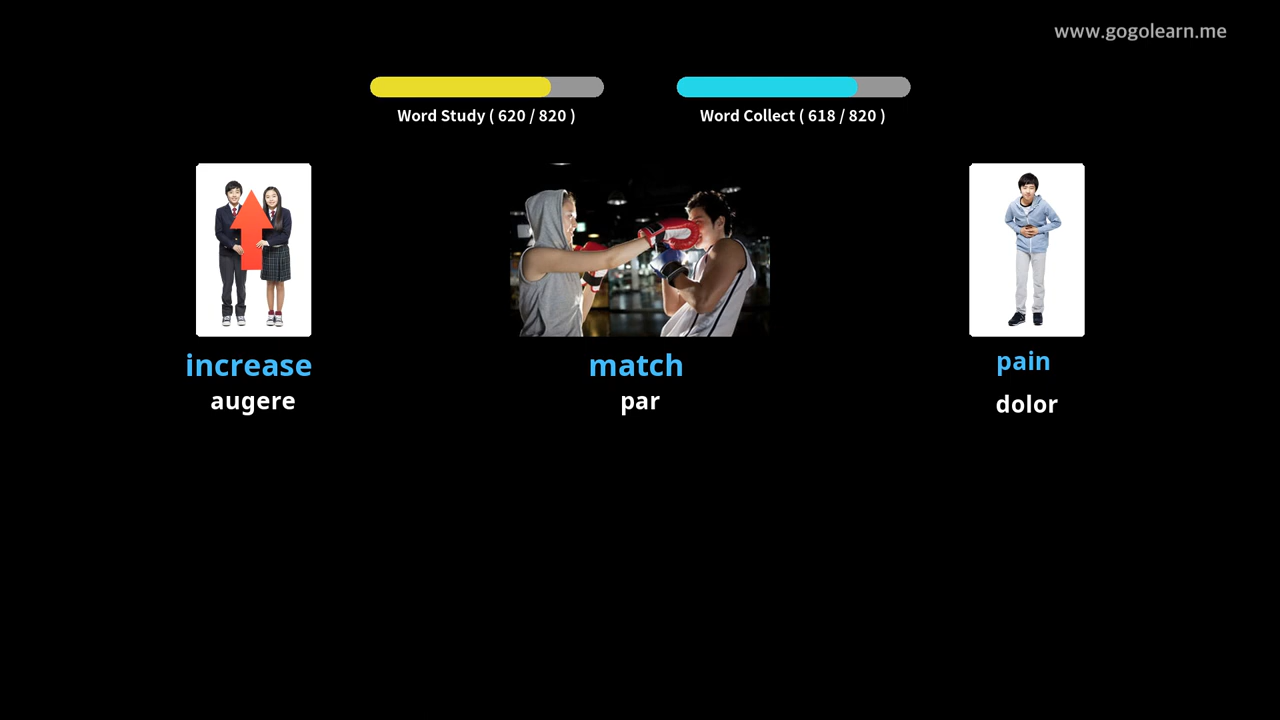 www.gogolearn.me
Word Study ( 620 / 820 )
Word Collect ( 618 / 820 )
increase
augere
match
par
pain
dolor